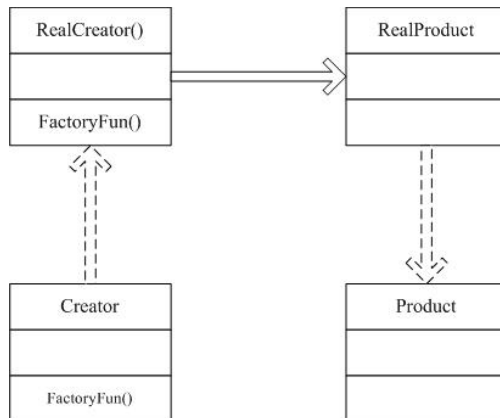 RealCreator()
RealProduct
FactoryFun()
Creator
Product
FactoryFun()